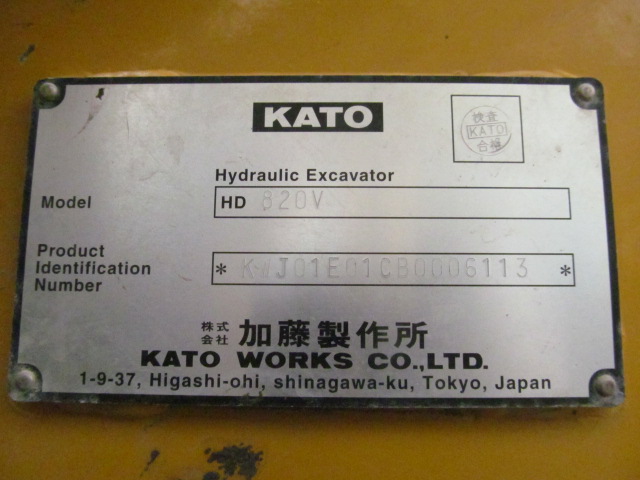 KATO
検査
KATO
合格
Hydraulic Excavator
Model HD 820V
Product
Identification
Number
* K-WJ01E01CB0006113 *
株式会社 加藤製作所
KATO WORKS CO.,LTD.
1-9-37, Higashi-ohi, shinagawa-ku, Tokyo, Japan